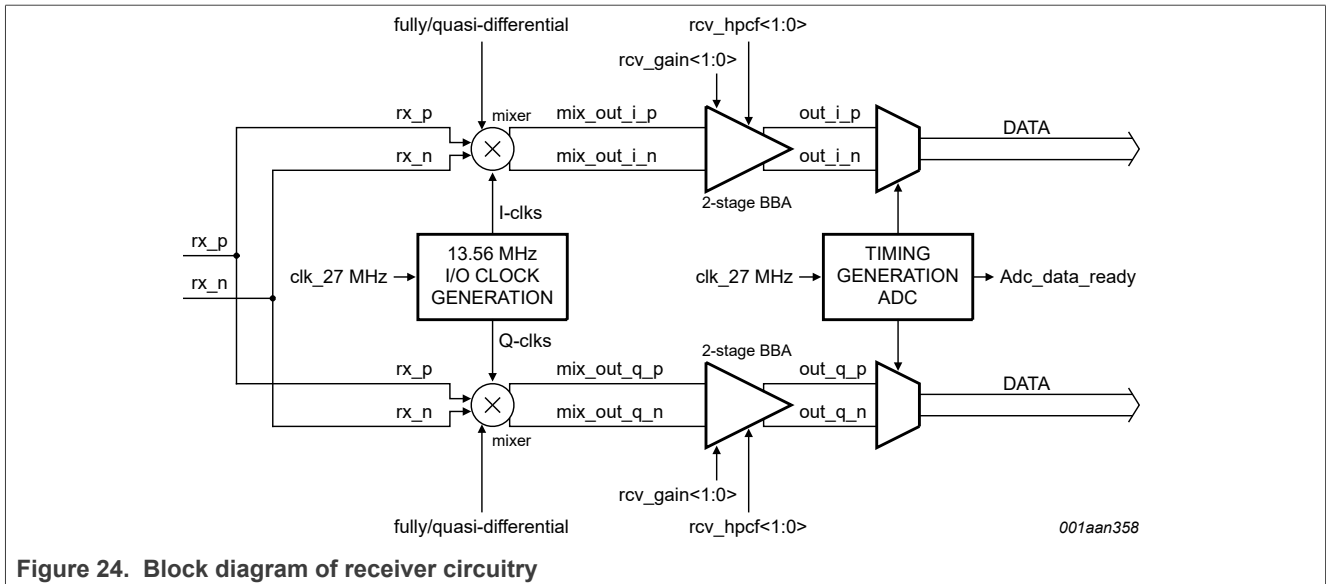 fully/quasi-differential
rcv_hpcf<1:0>
rcv_gain<1:0>
rx_p
mixer
mix_out_i_p
out_i_p
DATA
rx_n
mix_out_i_n
out_i_n
2-stage BBA
I-clks
rx_p
rx_n
clk_27 MHz
13.56 MHz
I/O CLOCK
GENERATION
clk_27 MHz
TIMING
GENERATION
ADC
Adc_data_ready
Q-clks
2-stage BBA
rx_p
mix_out_q_p
out_q_p
DATA
rx_n
mix_out_q_n
out_q_n
mixer
rcv_gain<1:0>
fully/quasi-differential
rcv_hpcf<1:0>
001aan358
Figure 24. Block diagram of receiver circuitry